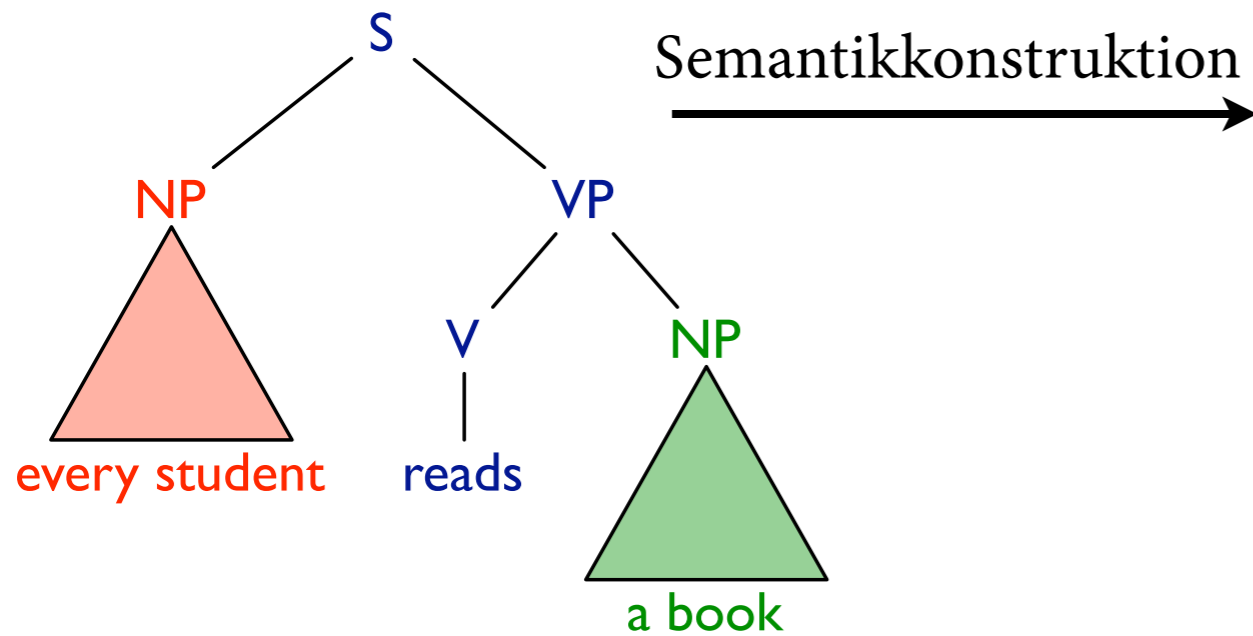 S
Semantikkonstruktion
NP
VP
V
NP
every student
reads
a book